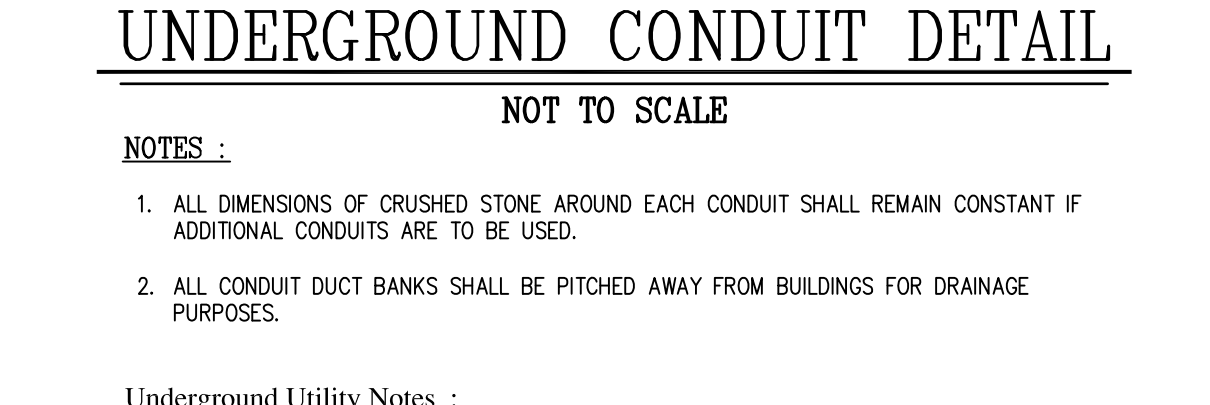 UNDERGROUND CONDUIT DETAIL
NOT TO SCALE
NOTES :
1. ALL DIMENSIONS OF CRUSHED STONE AROUND EACH CONDUIT SHALL REMAIN CONSTANT IF
ADDITIONAL CONDUITS ARE TO BE USED.
2. ALL CONDUIT DUCT BANKS SHALL BE PITCHED AWAY FROM BUILDINGS FOR DRAINAGE
PURPOSES.
Underground Utility Notes :